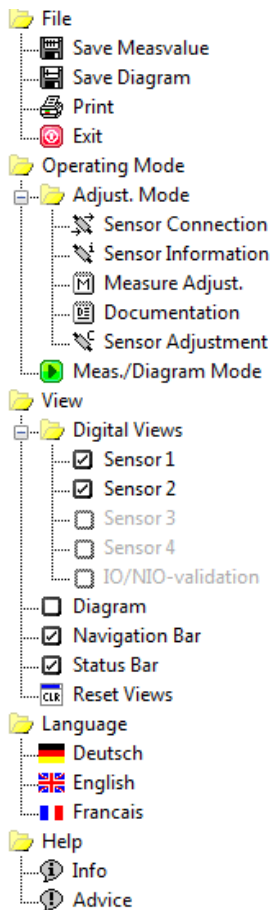 File
Save Measvalue
Save Diagram
Print
Exit
Operating Mode
Adjust. Mode
Sensor Connection
Sensor Information
M Measure Adjust.
Documentation
Sensor Adjustment
Meas./Diagram Mode
View
Digital Views
Sensor 1
Sensor 2
Sensor 3
Sensor 4
IO/NIO-validation
Diagram
Navigation Bar
Status Bar
CLR Reset Views
Language
Deutsch
English
Francais
Help
Info
Advice